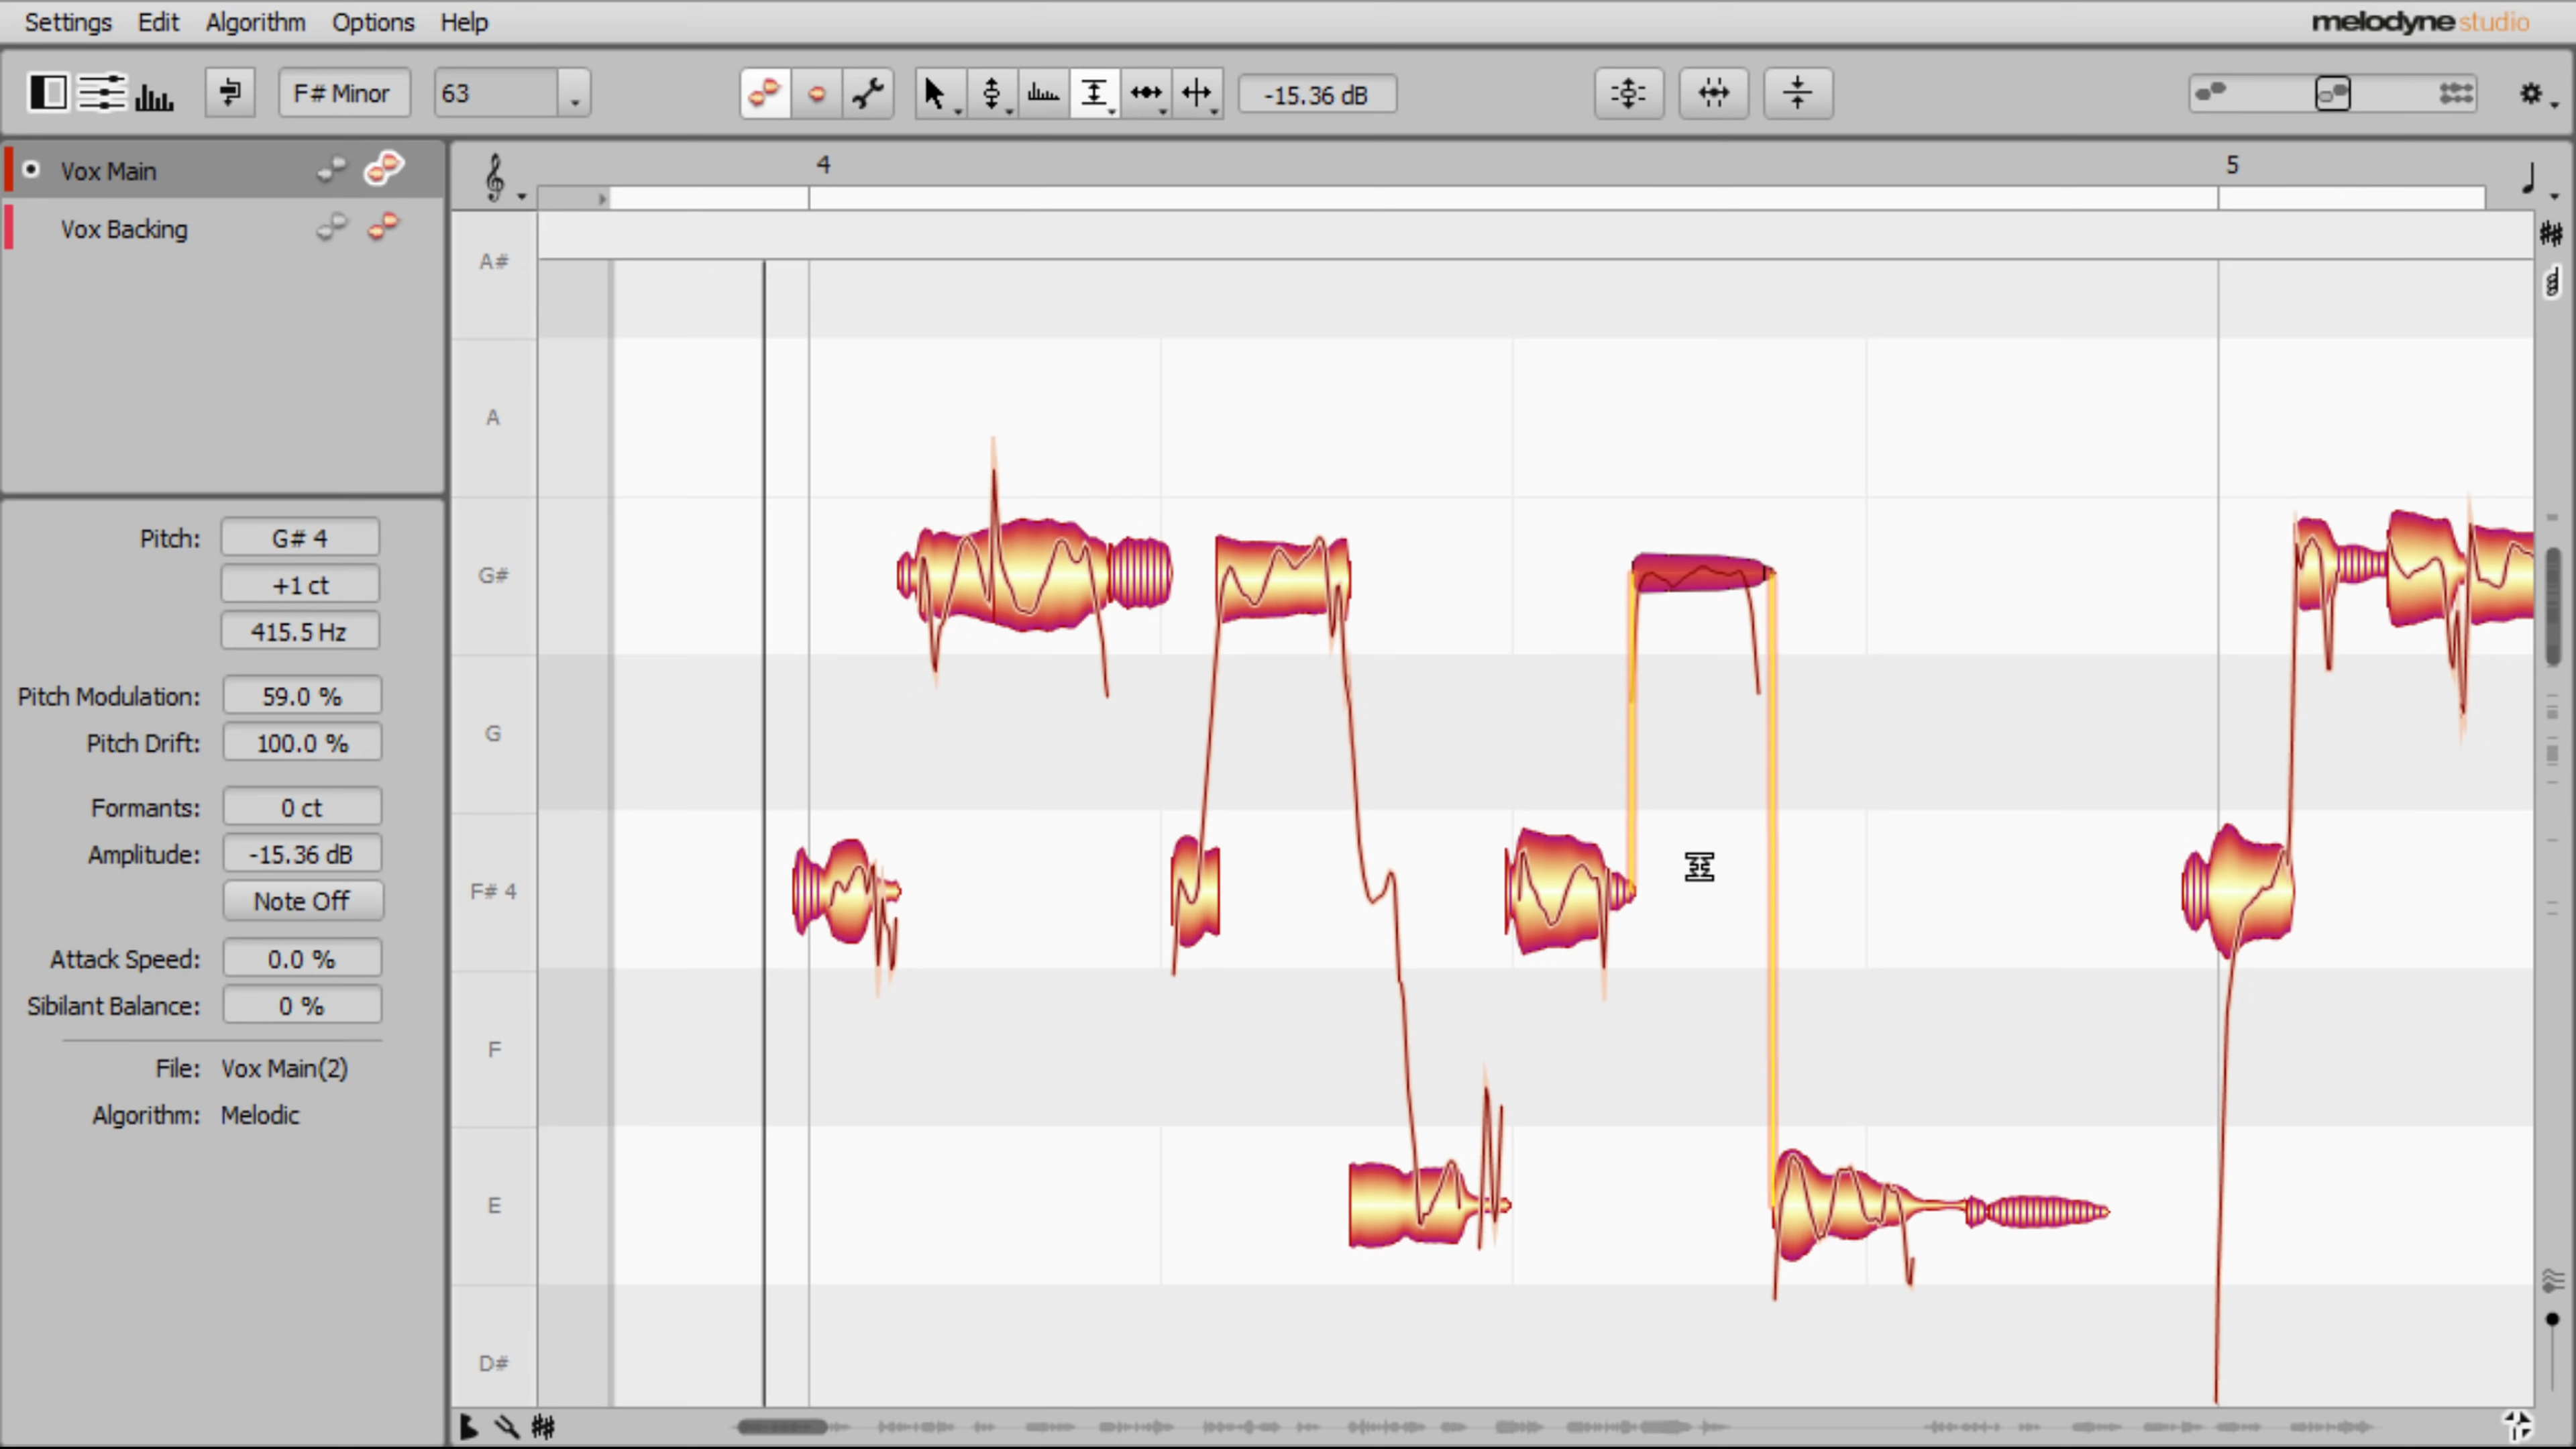 Settings Edit Algorithm Options Help melodyne studio
F# Minor 63 -15.36 dB
Vox Main
Vox Backing
4 5
A#
A
G#
G
F# 4
F
E
D#
Pitch: G# 4
+1 ct
415.5 Hz
Pitch Modulation: 59.0 %
Pitch Drift: 100.0 %
Formants: 0 ct
Amplitude: -15.36 dB
Note Off
Attack Speed: 0.0 %
Sibilant Balance: 0 %
File: Vox Main(2)
Algorithm: Melodic